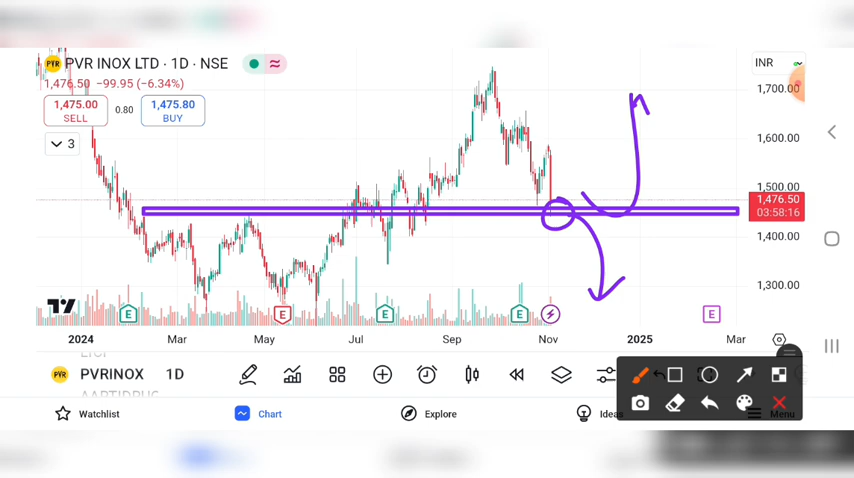 PVR INOX LTD · 1D · NSE
INR
1,476.50 −99.95 (−6.34%)
1,475.00
SELL
0.80
1,475.80
BUY
3
1,700.00
1,600.00
1,500.00
1,476.50
03:58:16
1,400.00
1,300.00
E
E
E
E
E
2024
Mar
May
Jul
Sep
Nov
2025
Mar
PVRINOX
1D
Watchlist
Chart
Explore
Ideas
Menu